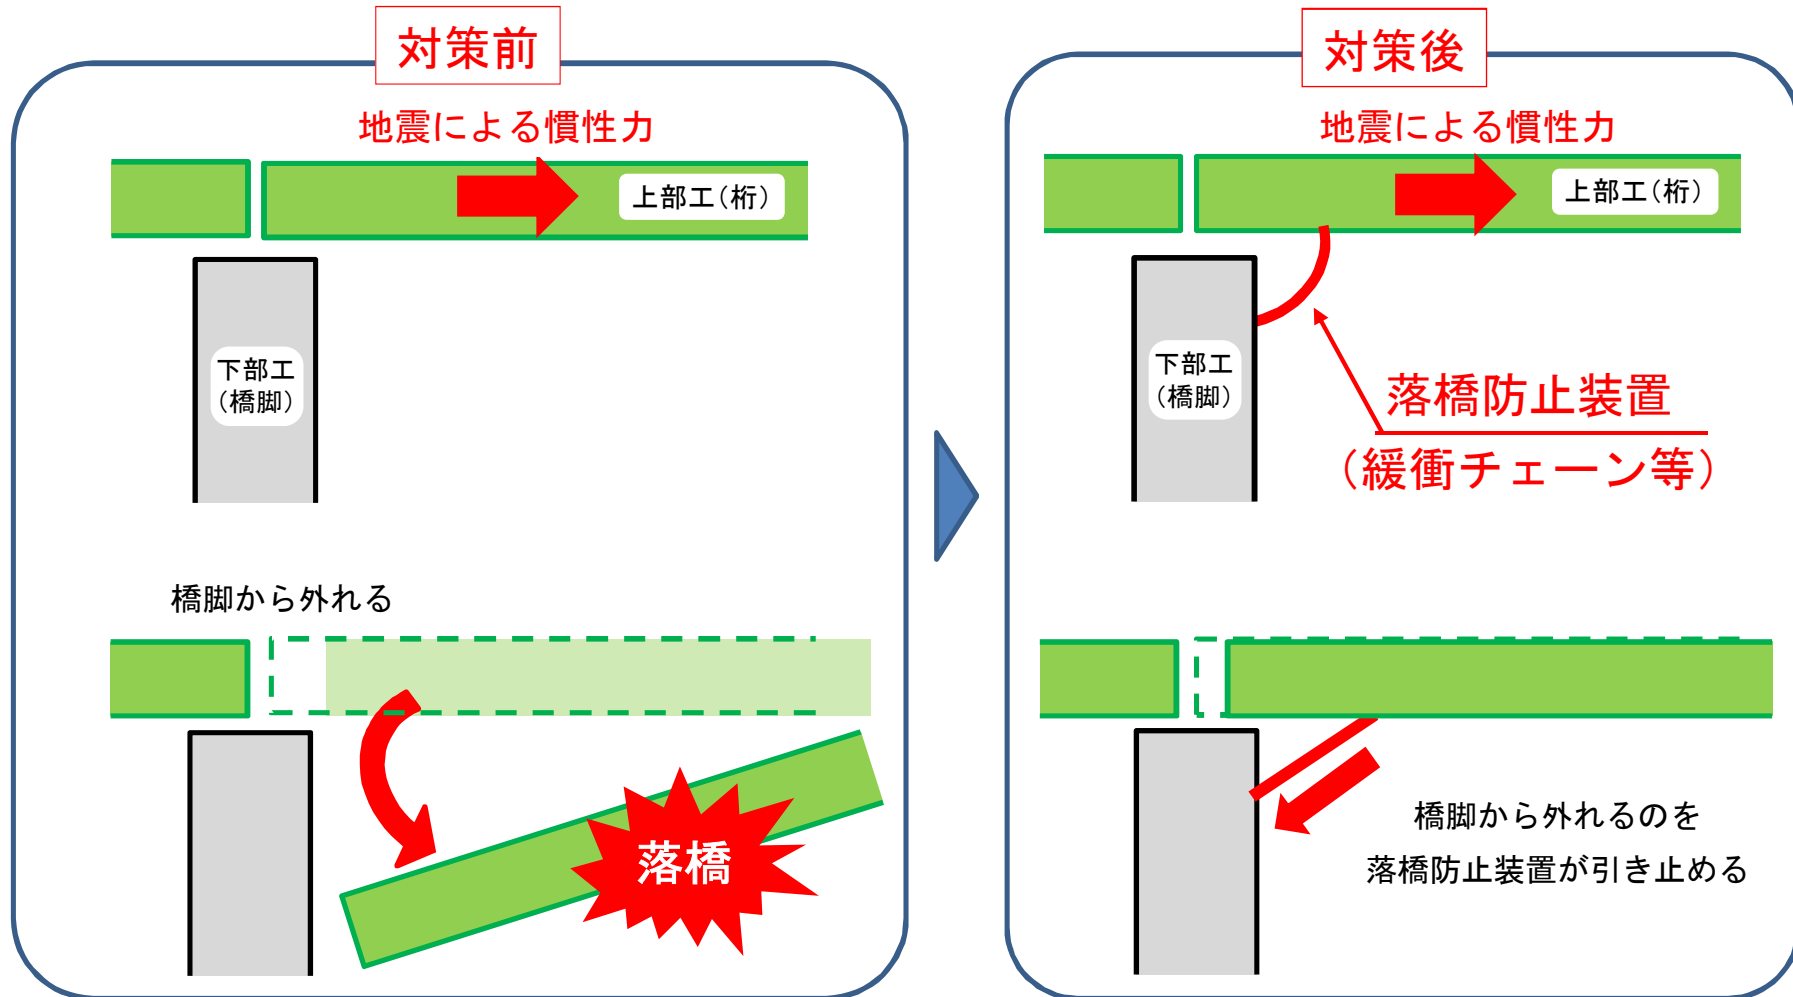 対策前
地震による慣性力
上部工(桁)
下部工
(橋脚)
橋脚から外れる
落橋
対策後
地震による慣性力
上部工(桁)
下部工
(橋脚)
落橋防止装置
(緩衝チェーン等)
橋脚から外れるのを
落橋防止装置が引き止める